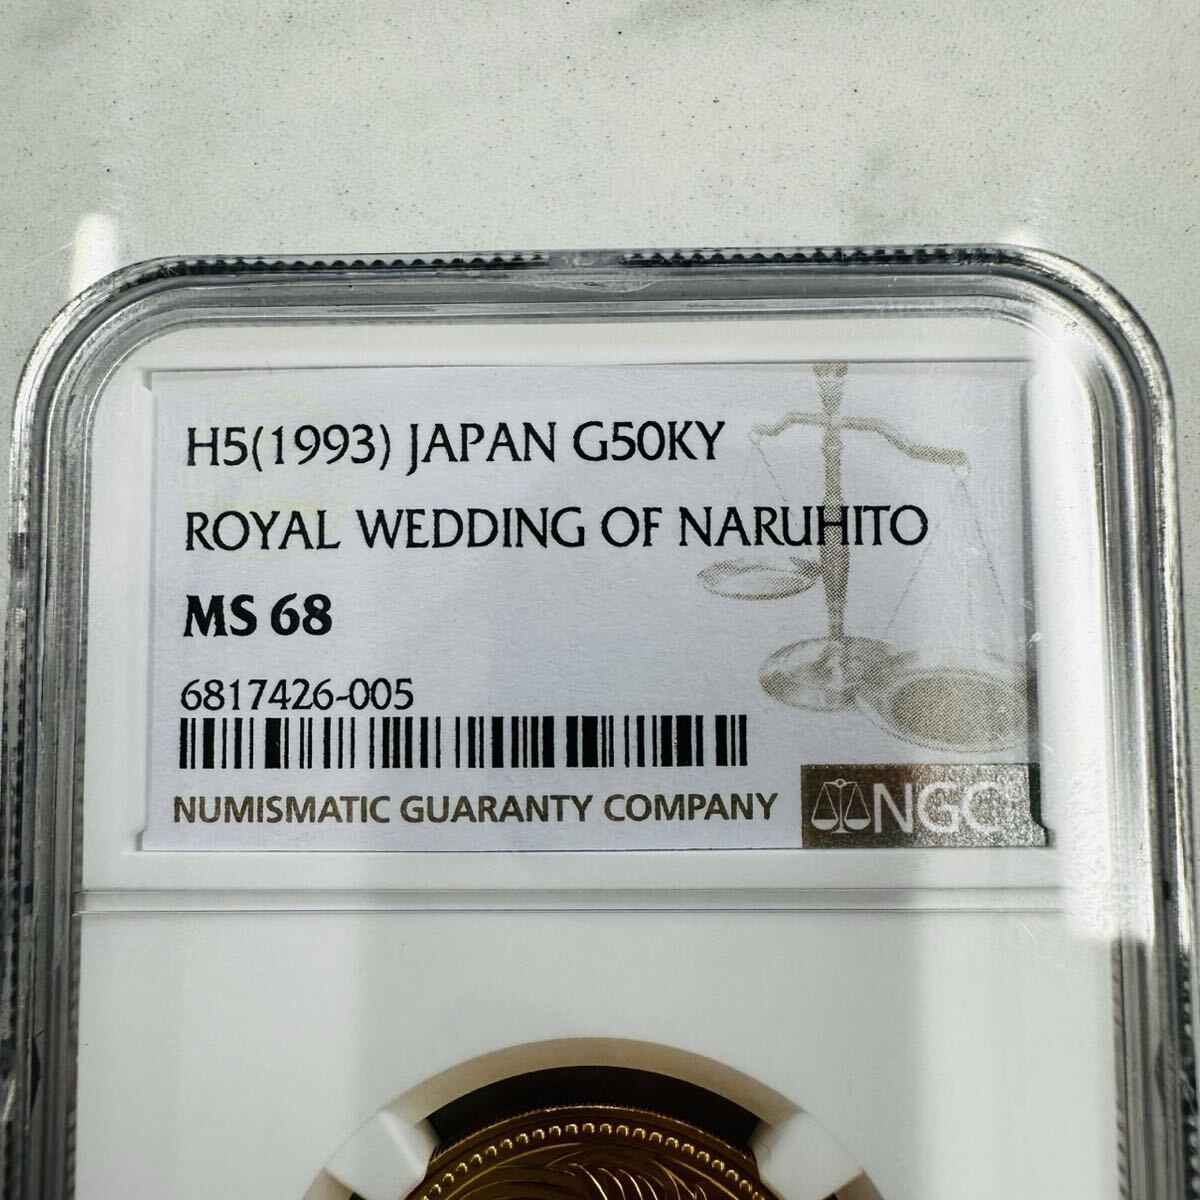 H5(1993) JAPAN G50KY
ROYAL WEDDING OF NARUHITO
MS 68
6817426-005
NUMISMATIC GUARANTY COMPANY
NGC